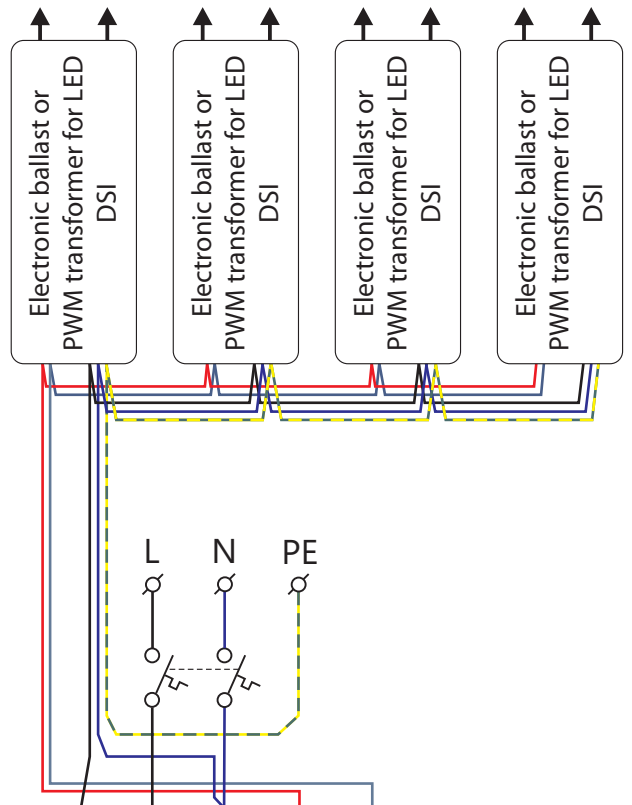 Electronic ballast or
PWM transformer for LED
DSI
Electronic ballast or
PWM transformer for LED
DSI
Electronic ballast or
PWM transformer for LED
DSI
Electronic ballast or
PWM transformer for LED
DSI
L N PE